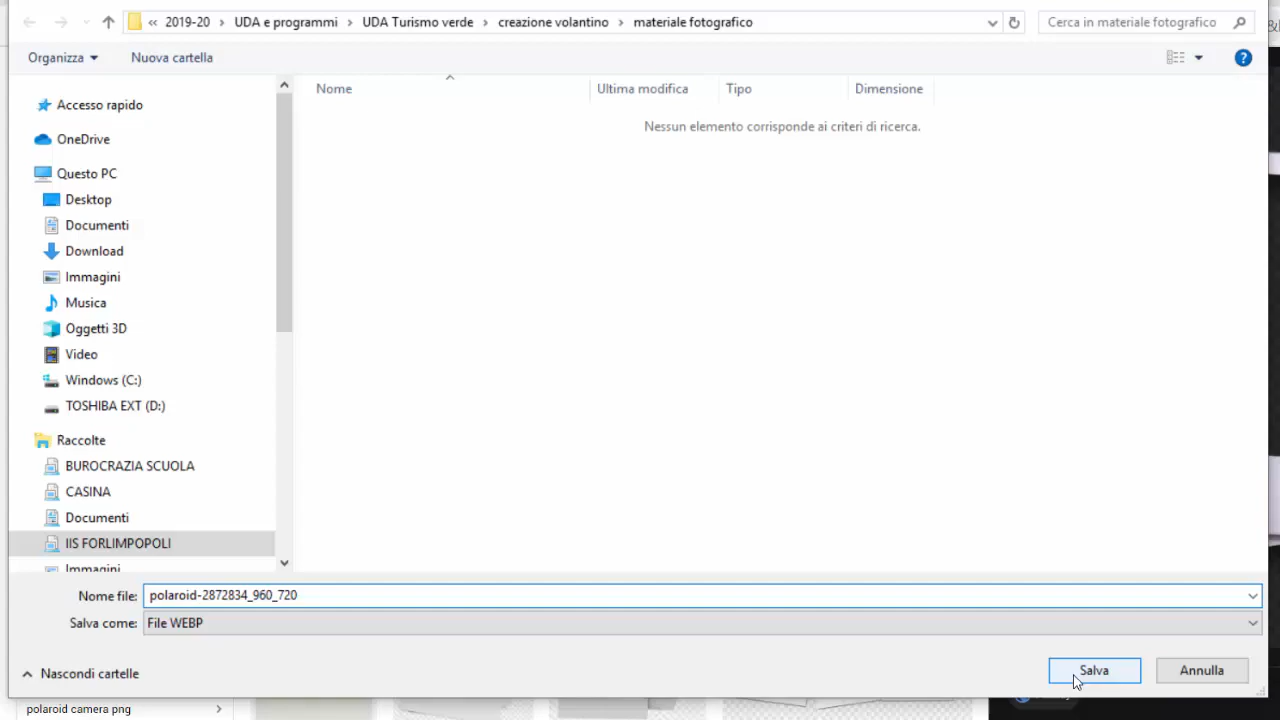 « 2019-20 › UDA e programmi › UDA Turismo verde › creazione volantino › materiale fotografico
Cerca in materiale fotografico
Organizza
Nuova cartella
?
Nome
Ultima modifica
Tipo
Dimensione
Nessun elemento corrisponde ai criteri di ricerca.
Accesso rapido
OneDrive
Questo PC
Desktop
Documenti
Download
Immagini
Musica
Oggetti 3D
Video
Windows (C:)
TOSHIBA EXT (D:)
Raccolte
BUROCRAZIA SCUOLA
CASINA
Documenti
IIS FORLIMPOPOLI
Immagini
Nome file: polaroid-2872834_960_720
Salva come: File WEBP
Nascondi cartelle
Salva
Annulla
polaroid camera png